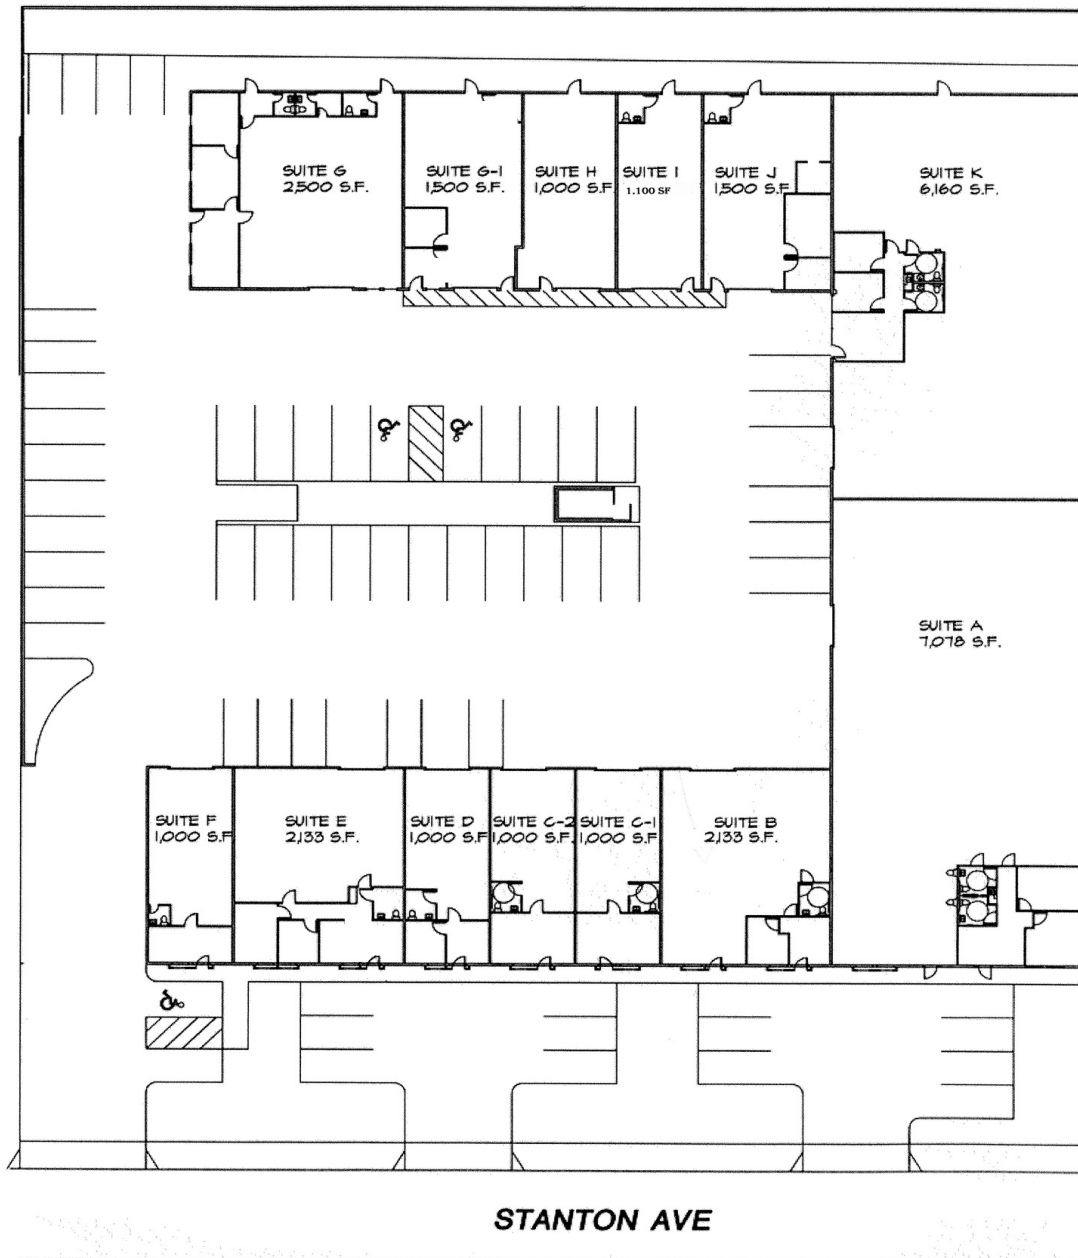 SUITE G
2,500 S.F.
SUITE G-1
1,500 S.F.
SUITE H
1,000 S.F.
SUITE I
1.100 SF
SUITE J
1,500 S.F
SUITE K
6,160 S.F.
SUITE A
7,078 S.F.
SUITE F
1,000 S.F.
SUITE E
2,133 S.F.
SUITE D
1,000 S.F.
SUITE C-2
1,000 S.F.
SUITE C-1
1,000 S.F.
SUITE B
2,133 S.F.
STANTON AVE